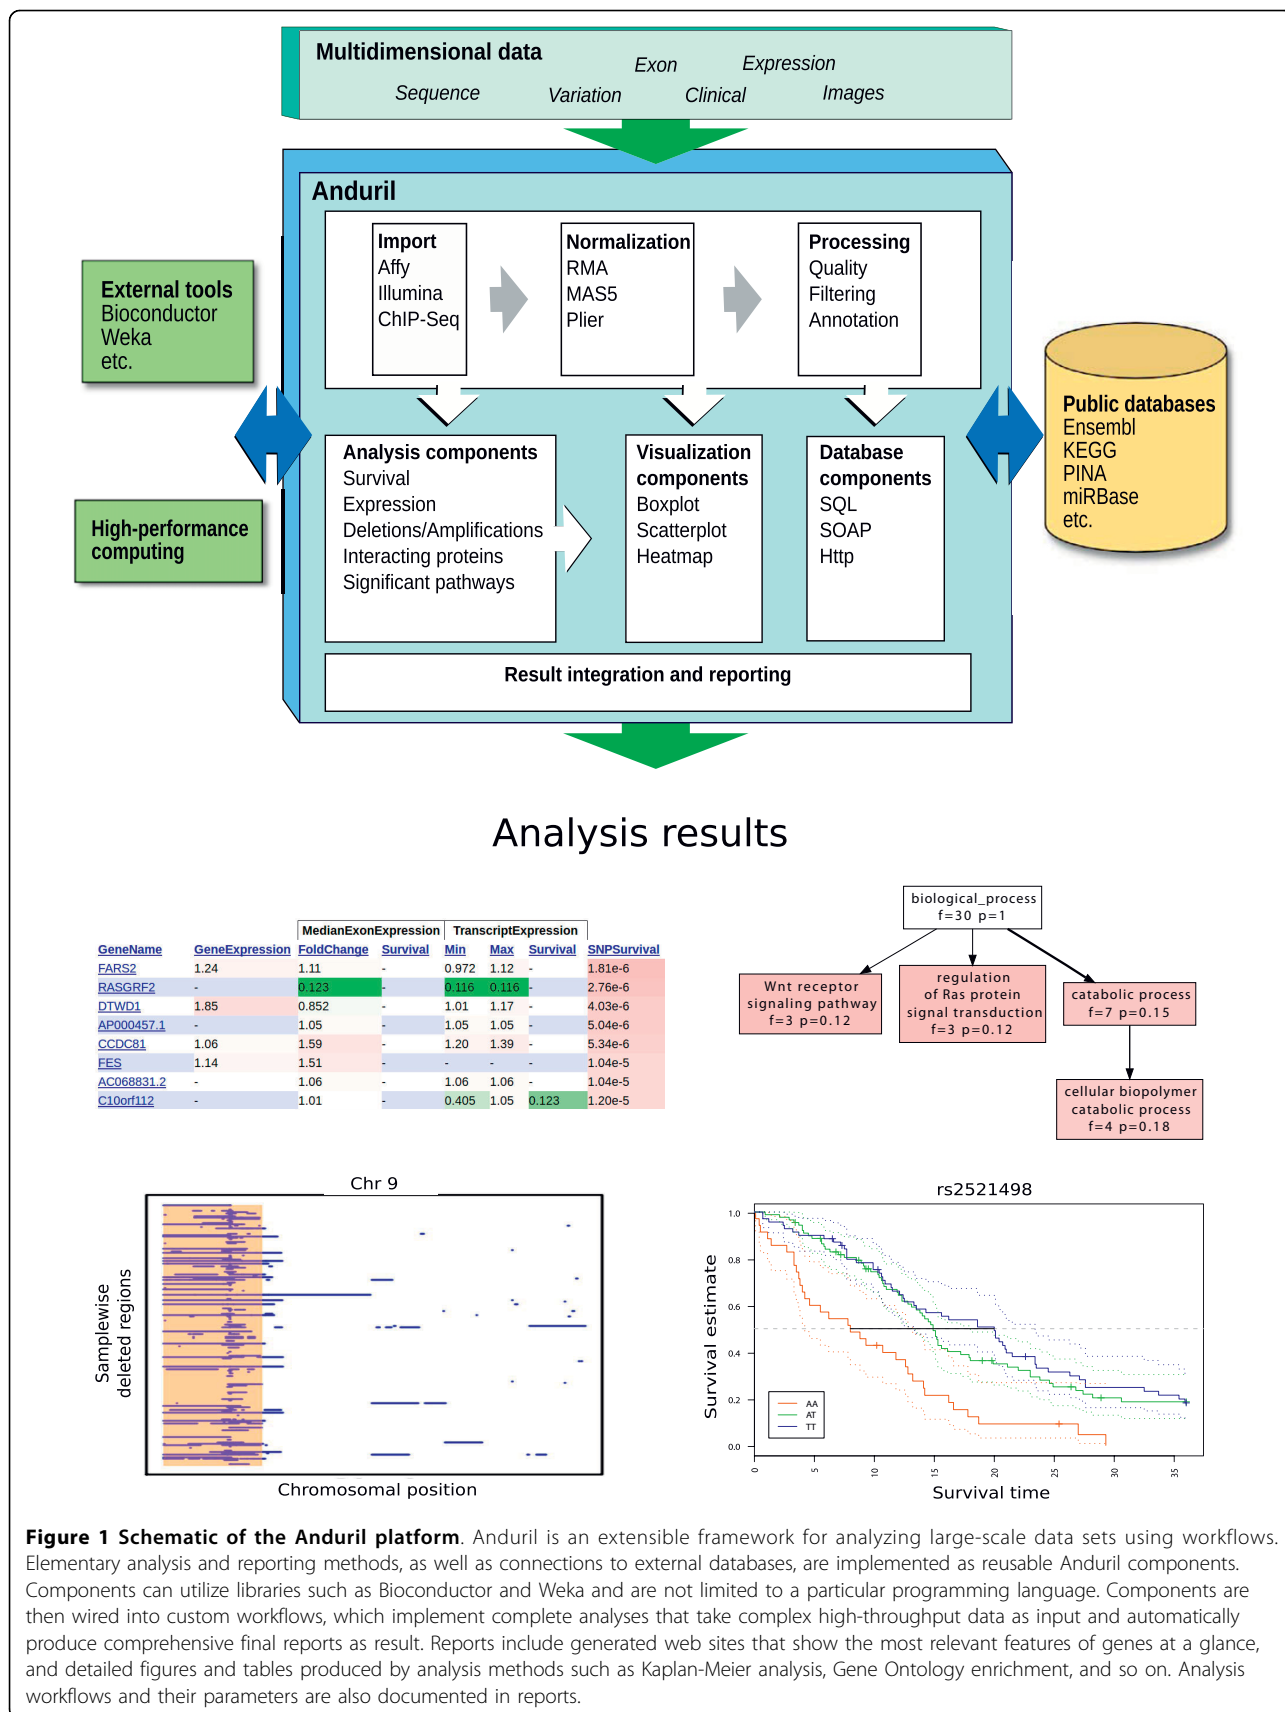 Multidimensional data
Exon Expression
Sequence Variation Clinical Images
Anduril
Import
Affy
Illumina
ChIP-Seq
Normalization
RMA
MAS5
Plier
Processing
Quality
Filtering
Annotation
External tools
Bioconductor
Weka
etc.
High-performance
computing
Public databases
Ensembl
KEGG
PINA
miRBase
etc.
Analysis components
Survival
Expression
Deletions/Amplifications
Interacting proteins
Significant pathways
Visualization
components
Boxplot
Scatterplot
Heatmap
Database
components
SQL
SOAP
Http
Result integration and reporting
Analysis results
MedianExonExpression TranscriptExpression
GeneName GeneExpression FoldChange Survival Min Max Survival SNPSurvival
FARS2 1.24 1.11 - 0.972 1.12 - 1.81e-6
RASGRF2 - 0.123 - 0.116 0.116 - 2.76e-6
DTWD1 1.85 0.852 - 1.01 1.17 - 4.03e-6
AP000457.1 - 1.05 - 1.05 1.05 - 5.04e-6
CCDC81 1.06 1.59 - 1.20 1.39 - 5.34e-6
FES 1.14 1.51 - - - - 1.04e-5
AC068831.2 - 1.06 - 1.06 1.06 - 1.04e-5
C10orf112 - 1.01 - 0.405 1.05 0.123 1.20e-5
biological_process
f=30 p=1
Wnt receptor
signaling pathway
f=3 p=0.12
regulation
of Ras protein
signal transduction
f=3 p=0.12
catabolic process
f=7 p=0.15
cellular biopolymer
catabolic process
f=4 p=0.18
Chr 9
Samplewise
deleted regions
Chromosomal position
rs2521498
Survival estimate
1.0
0.8
0.6
0.4
0.2
0.0
AA
AT
TT
0 5 10 15 20 25 30 35
Survival time
Figure 1 Schematic of the Anduril platform. Anduril is an extensible framework for analyzing large-scale data sets using workflows.
Elementary analysis and reporting methods, as well as connections to external databases, are implemented as reusable Anduril components.
Components can utilize libraries such as Bioconductor and Weka and are not limited to a particular programming language. Components are
then wired into custom workflows, which implement complete analyses that take complex high-throughput data as input and automatically
produce comprehensive final reports as result. Reports include generated web sites that show the most relevant features of genes at a glance,
and detailed figures and tables produced by analysis methods such as Kaplan-Meier analysis, Gene Ontology enrichment, and so on. Analysis
workflows and their parameters are also documented in reports.